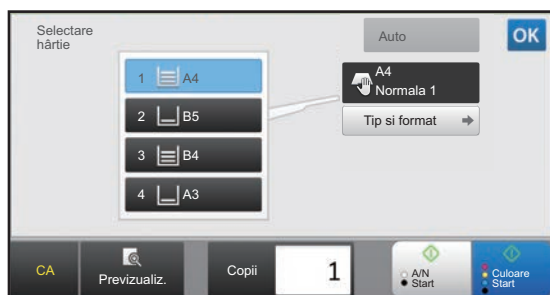 Selectare
hârtie
Auto
OK
1 A4
2 B5
3 B4
4 A3
A4
Normala 1
Tip si format
CA
Previzualiz.
Copii
1
A/N
Start
Culoare
Start